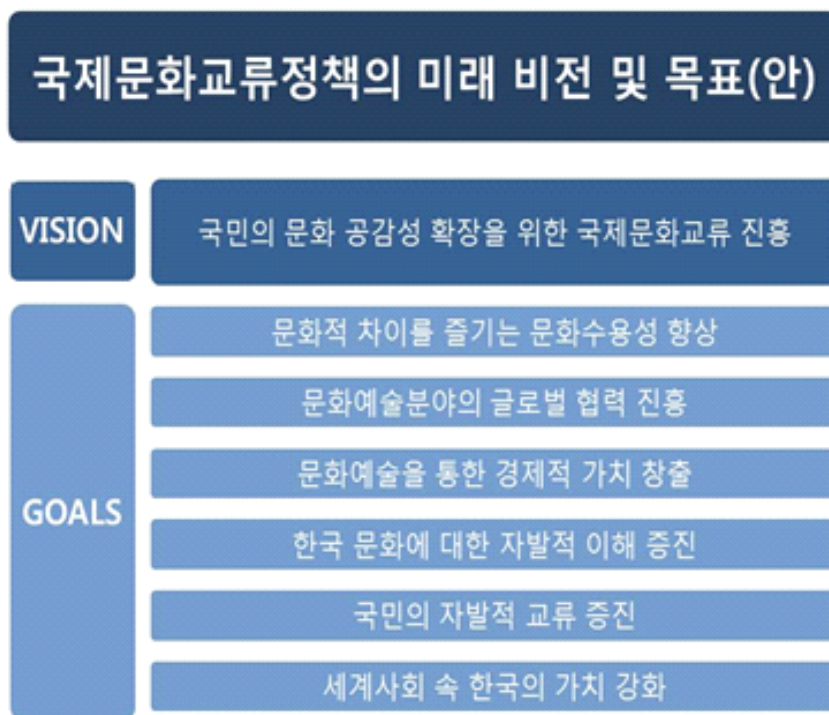 국제문화교류정책의 미래 비전 및 목표(안)
VISION
국민의 문화 공감성 확장을 위한 국제문화교류 진흥
GOALS
문화적 차이를 즐기는 문화수용성 향상
문화예술분야의 글로벌 협력 진흥
문화예술을 통한 경제적 가치 창출
한국 문화에 대한 자발적 이해 증진
국민의 자발적 교류 증진
세계사회 속 한국의 가치 강화